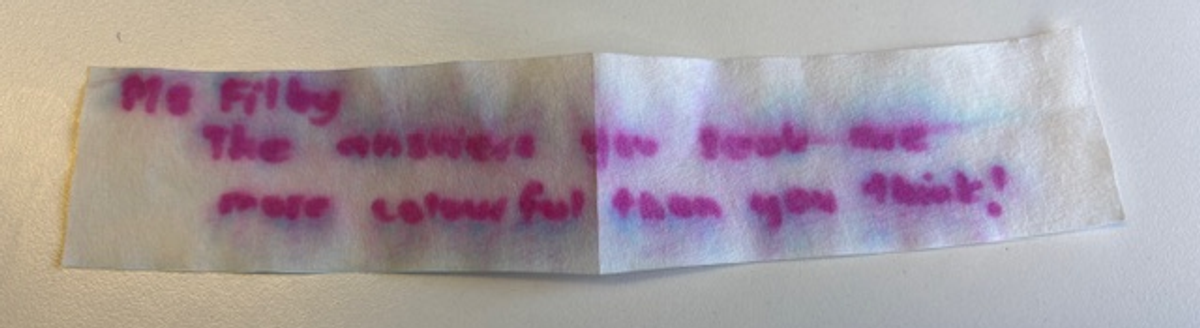 Ms Filby
The answers you seek are
more colourful than you think!